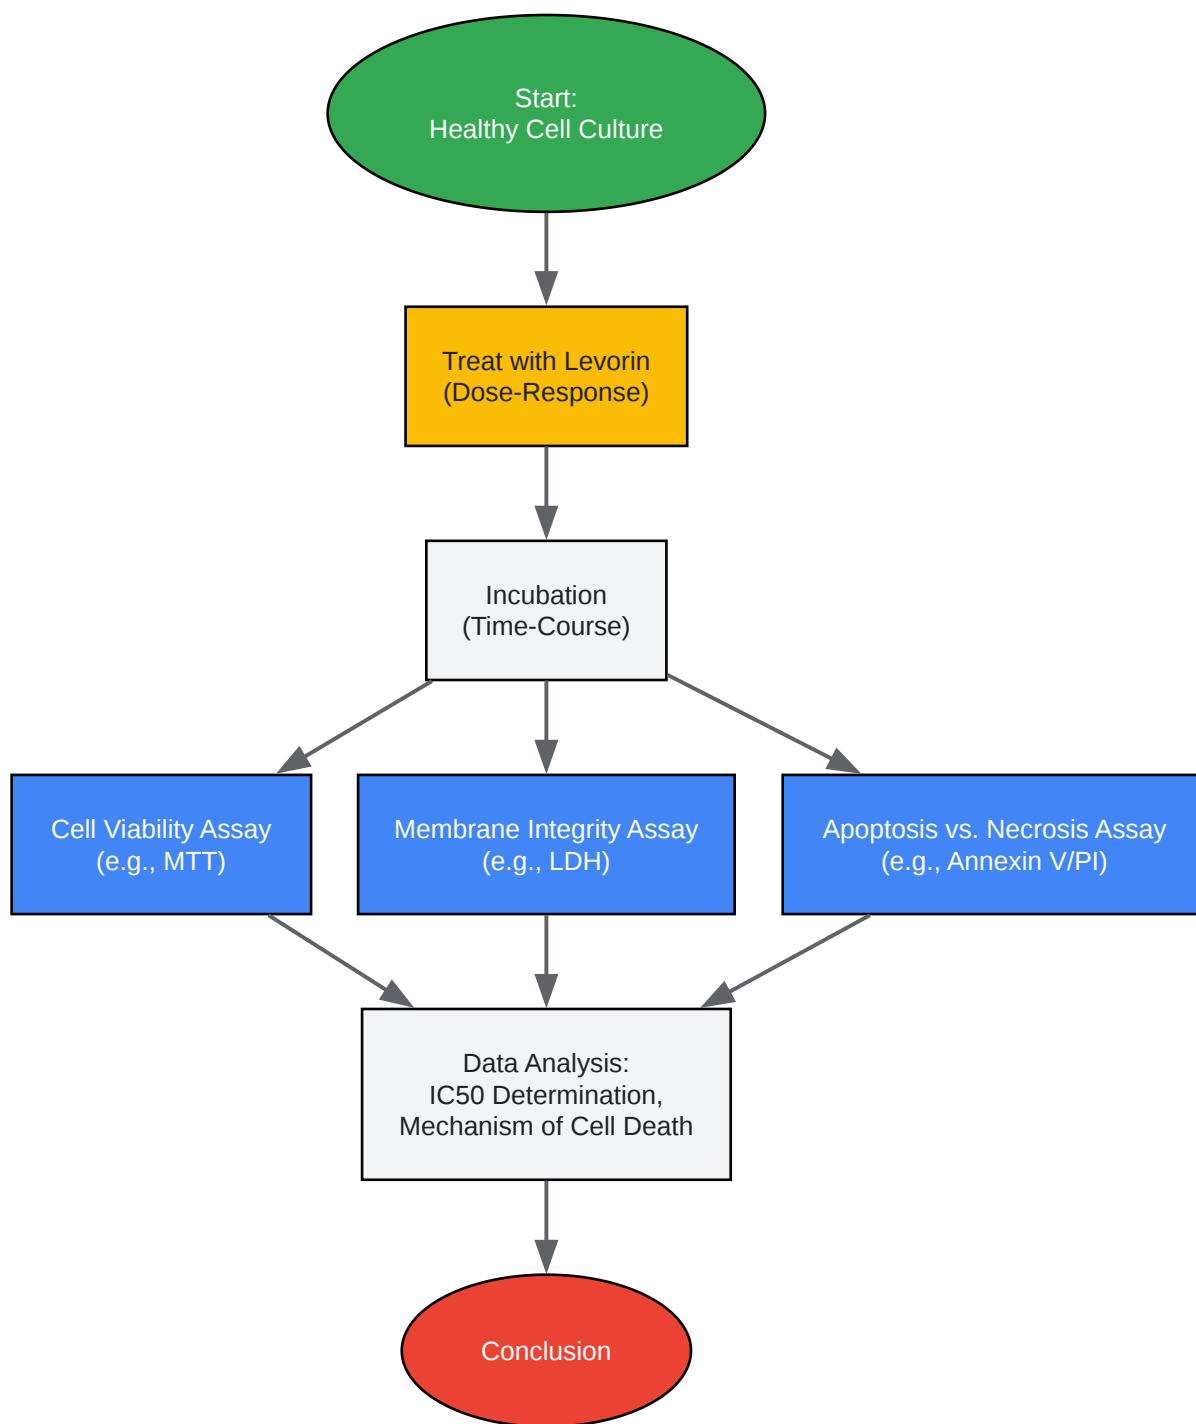 Start:
Healthy Cell Culture
Treat with Levorin
(Dose-Response)
Incubation
(Time-Course)
Cell Viability Assay
(e.g., MTT)
Membrane Integrity Assay
(e.g., LDH)
Apoptosis vs. Necrosis Assay
(e.g., Annexin V/PI)
Data Analysis:
IC50 Determination,
Mechanism of Cell Death
Conclusion